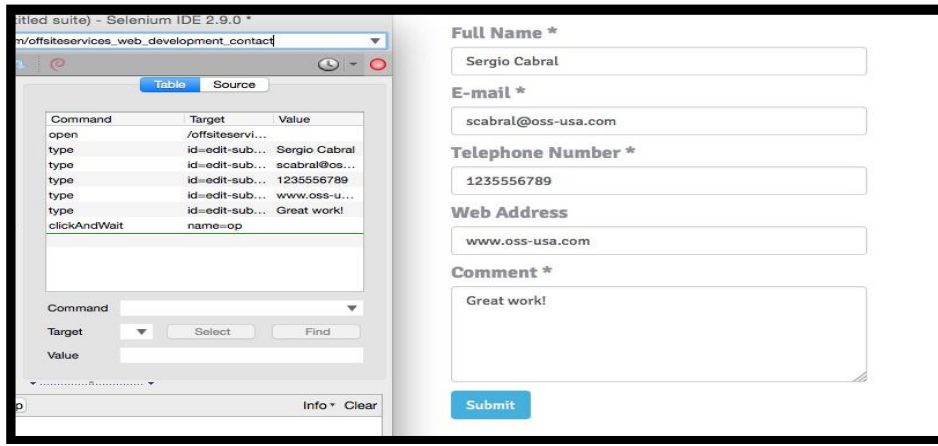 titled suite) - Selenium IDE 2.9.0 *
m/offsiteservices_web_development_contact
Table Source
Command Target Value
open /offsiteservi...
type id=edit-sub... Sergio Cabral
type id=edit-sub... scabral@os...
type id=edit-sub... 1235556789
type id=edit-sub... www.oss-u...
type id=edit-sub... Great work!
clickAndWait name=op
Command
Target Select Find
Value
p Info Clear
Full Name *
Sergio Cabral
E-mail *
scabral@oss-usa.com
Telephone Number *
1235556789
Web Address
www.oss-usa.com
Comment *
Great work!
Submit